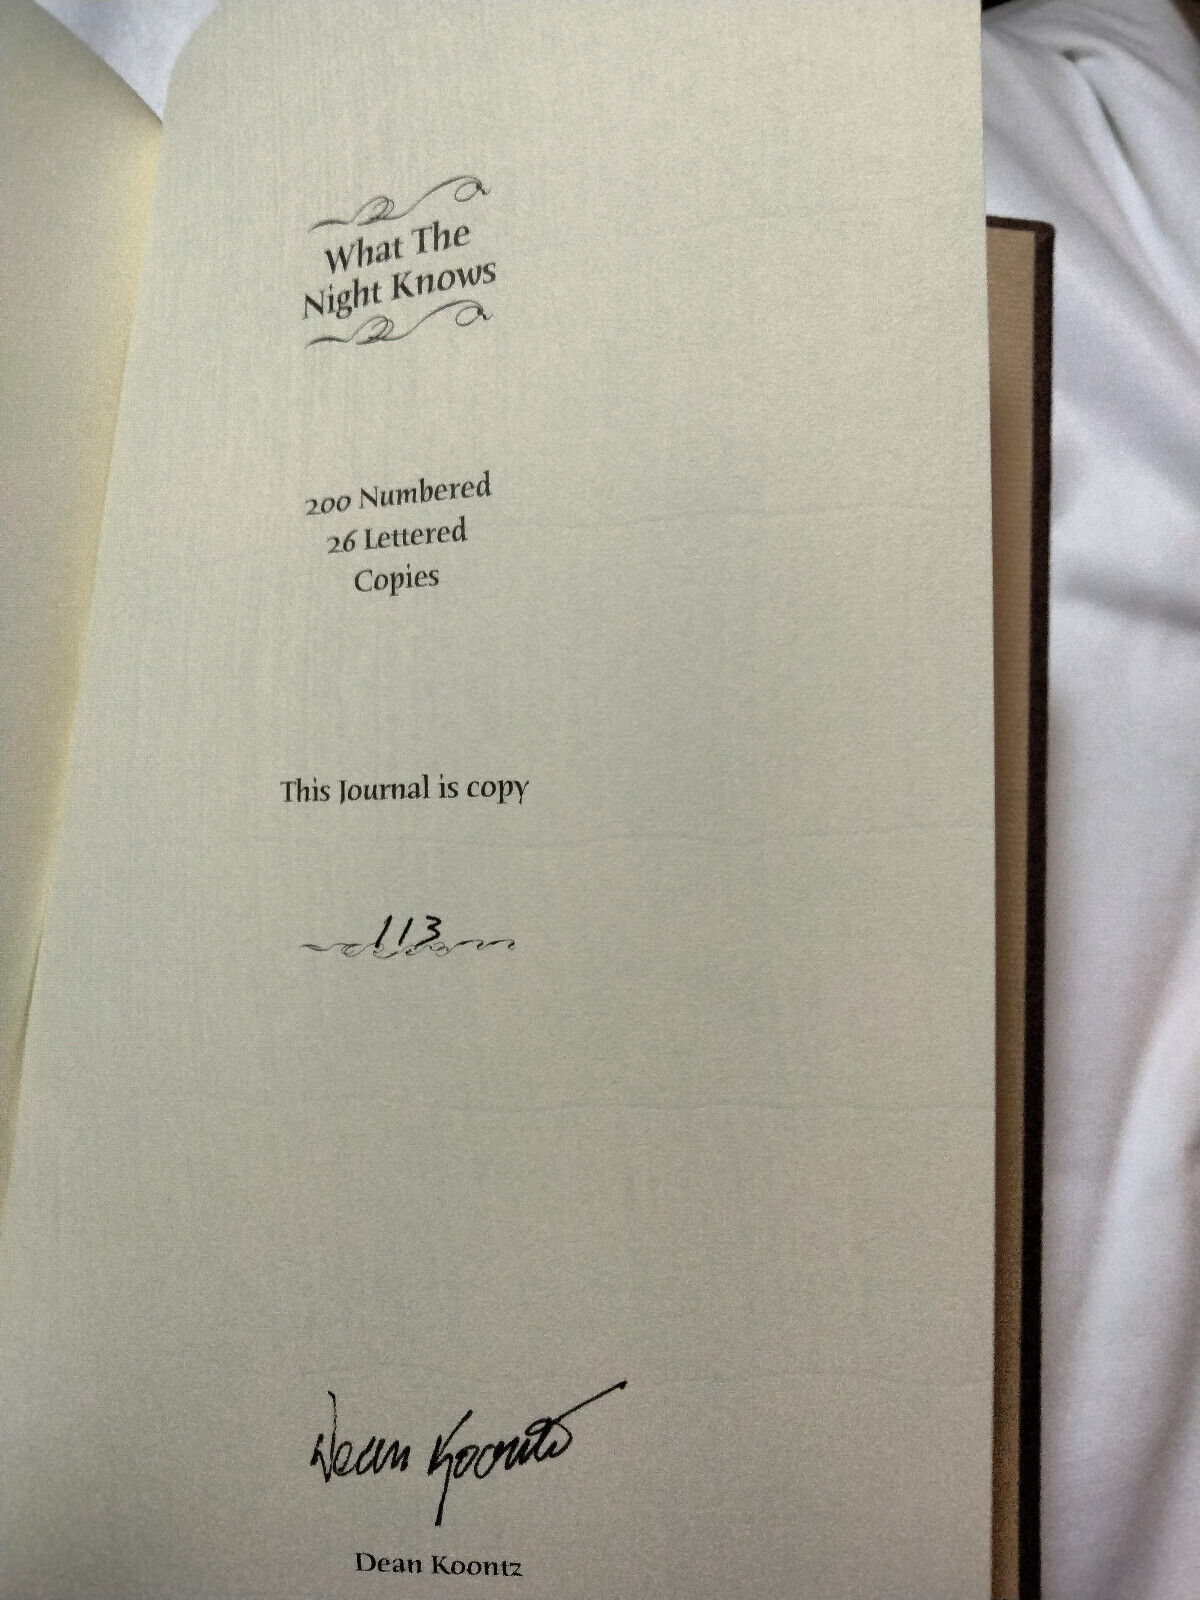 What The
Night Knows
200 Numbered
26 Lettered
Copies
This Journal is copy
113
Dean Koontz
Dean Koontz